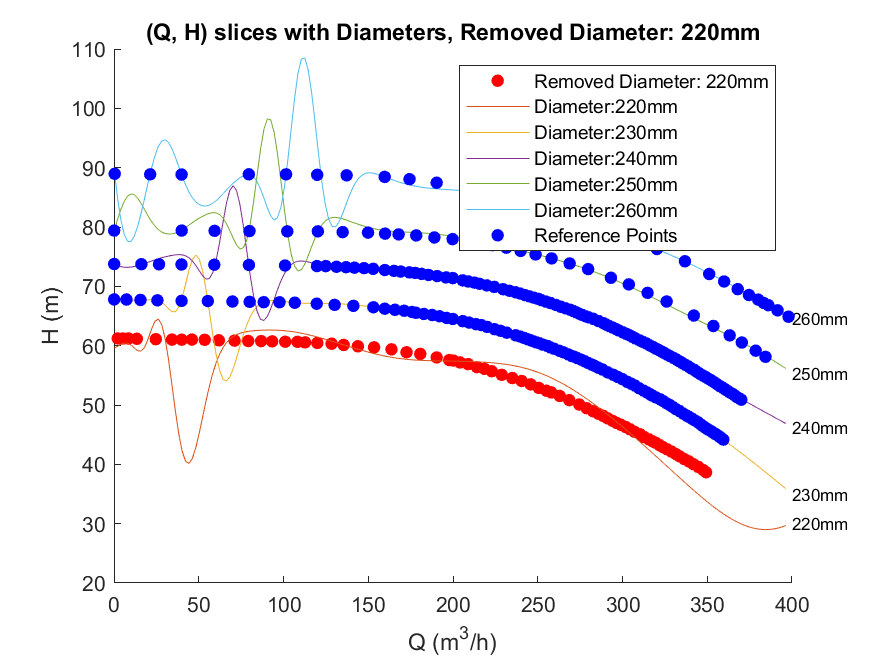 (Q, H) slices with Diameters, Removed Diameter: 220mm
110
100
90
80
70
60
50
40
30
20
H (m)
Removed Diameter: 220mm
Diameter:220mm
Diameter:230mm
Diameter:240mm
Diameter:250mm
Diameter:260mm
Reference Points
260mm
250mm
240mm
230mm
220mm
0 50 100 150 200 250 300 350 400
Q (m³/h)